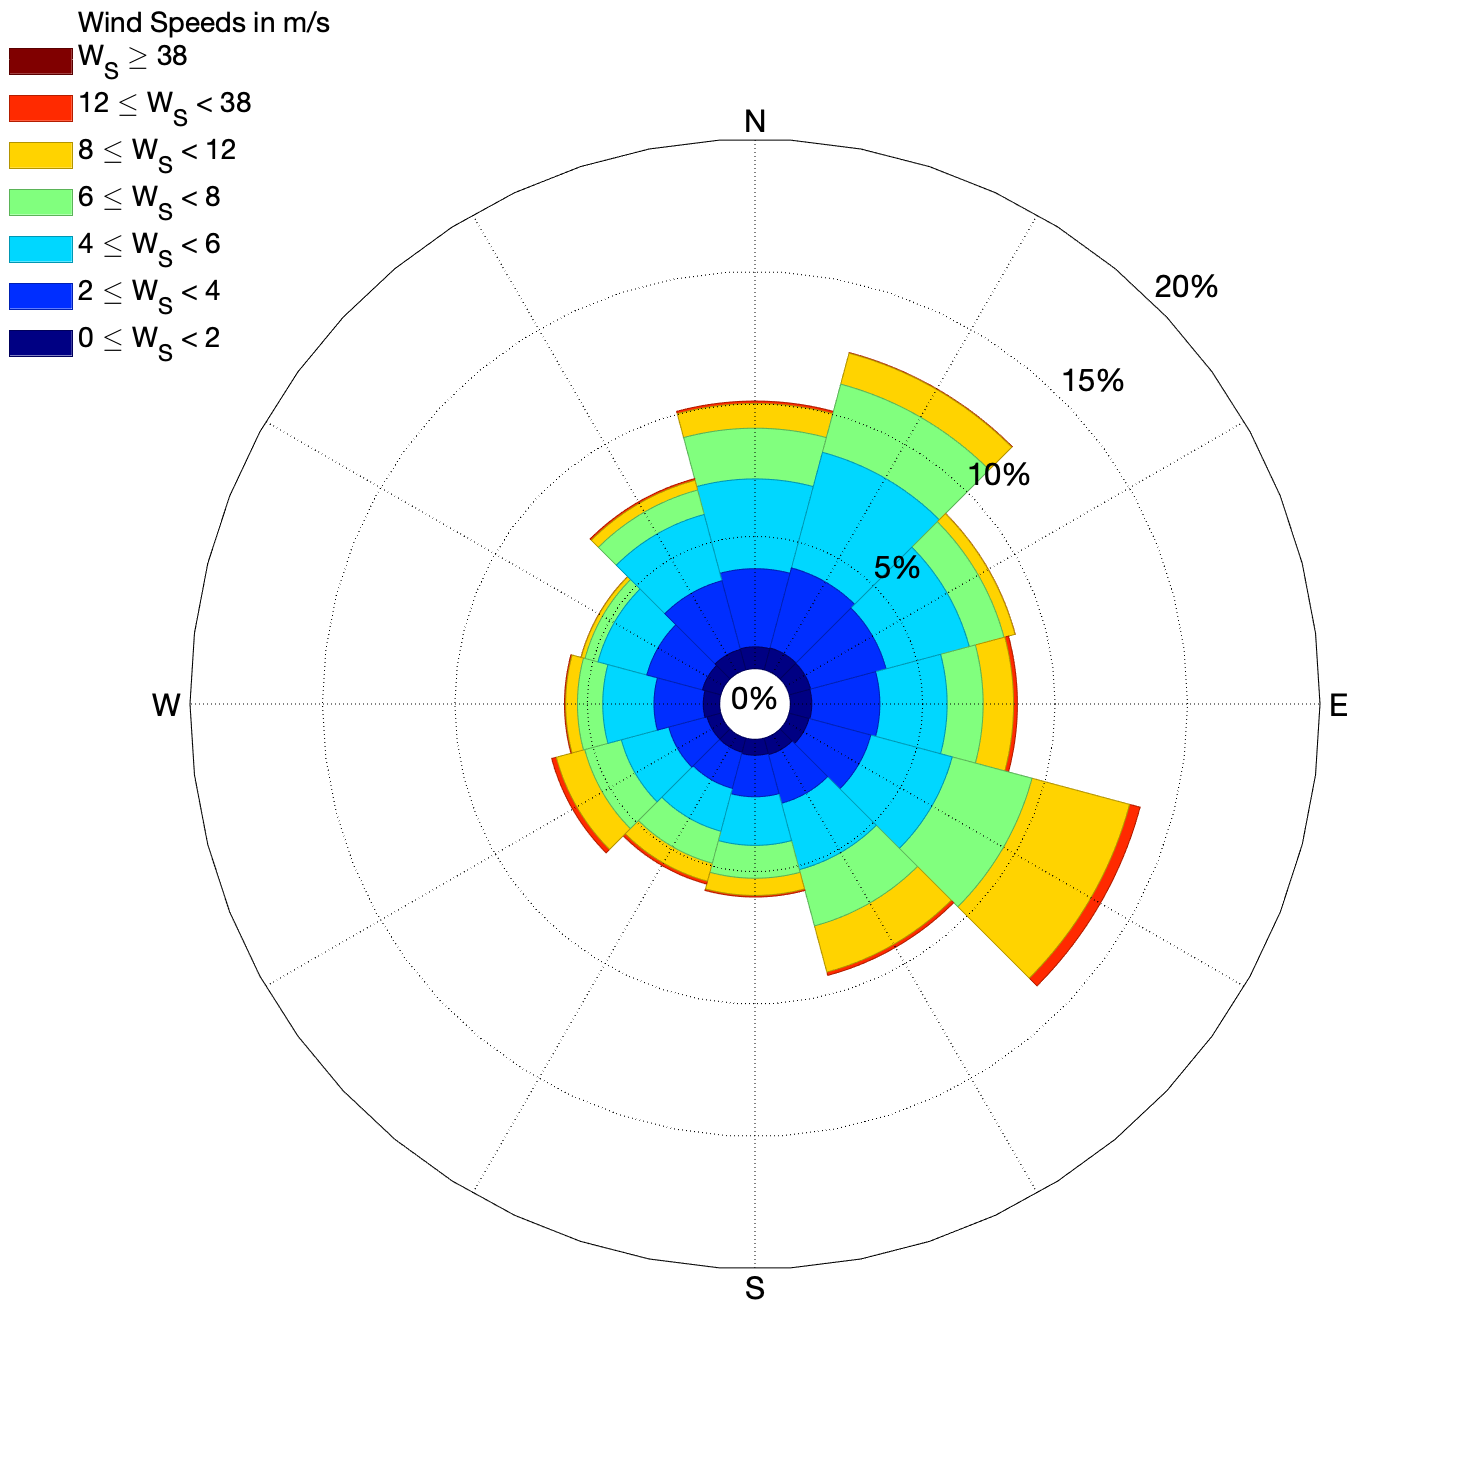 Wind Speeds in m/s
W_S ≥ 38
12 ≤ W_S < 38
8 ≤ W_S < 12
6 ≤ W_S < 8
4 ≤ W_S < 6
2 ≤ W_S < 4
0 ≤ W_S < 2
N
20%
15%
10%
5%
0%
W
E
S